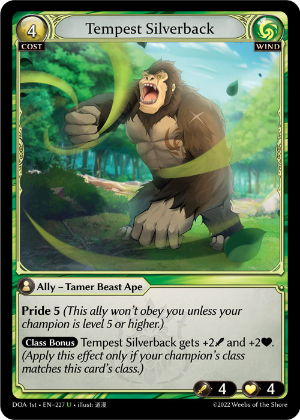 4 Tempest Silverback
COST WIND
Ally – Tamer Beast Ape
Pride 5 (This ally won't obey you unless your
champion is level 5 or higher.)
Class Bonus Tempest Silverback gets +2 and +2.
(Apply this effect only if your champion's class
matches this card's class.)
4 – 4
DOA 1st • EN-227 U • illust: 道湯
©2022 Weebs of the Shore